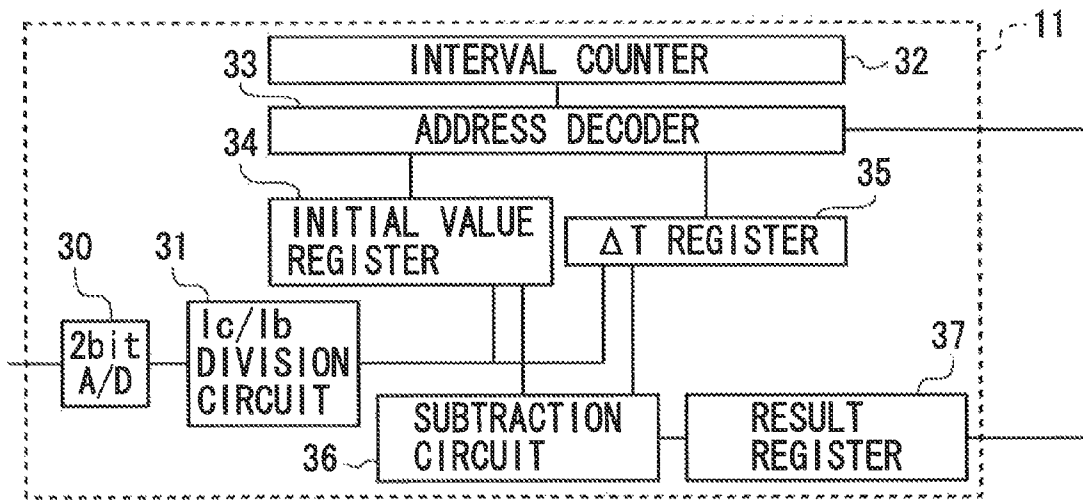 11
INTERVAL COUNTER
32
33
ADDRESS DECODER
34
35
INITIAL VALUE
REGISTER
ΔT REGISTER
30
31
2bit
A/D
Ic/Ib
DIVISION
CIRCUIT
37
SUBTRACTION
CIRCUIT
36
RESULT
REGISTER